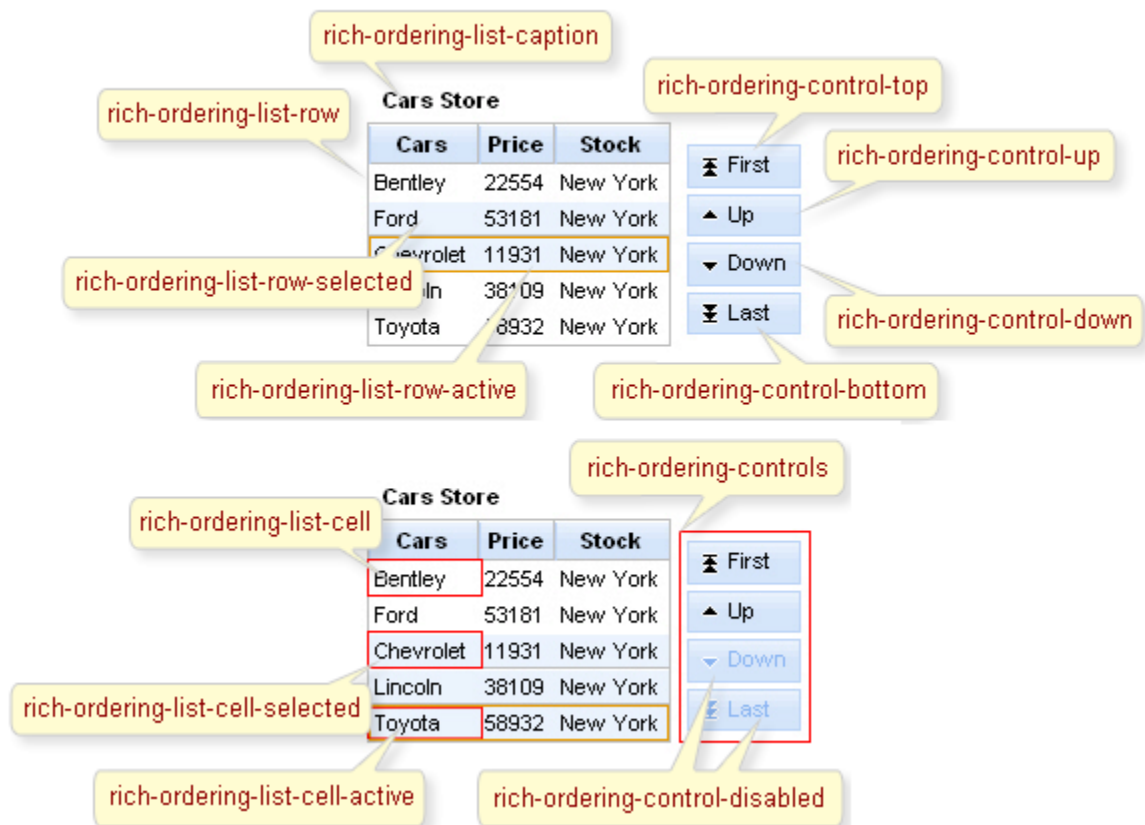 rich-ordering-list-caption
rich-ordering-control-top
rich-ordering-list-row
Cars Store
rich-ordering-control-up
Cars Price Stock
First
Bentley 22554 New York
Up
Ford 53181 New York
Chevrolet 11931 New York
Down
rich-ordering-list-row-selected
38109 New York
Last
rich-ordering-control-down
Toyota New York
rich-ordering-list-row-active
rich-ordering-control-bottom
rich-ordering-controls
Cars Store
rich-ordering-list-cell
Cars Price Stock
First
Bentley 22554 New York
Up
Ford 53181 New York
Chevrolet 11931 New York
Down
Lincoln 38109 New York
rich-ordering-list-cell-selected
Last
Toyota 58932 New York
rich-ordering-list-cell-active
rich-ordering-control-disabled